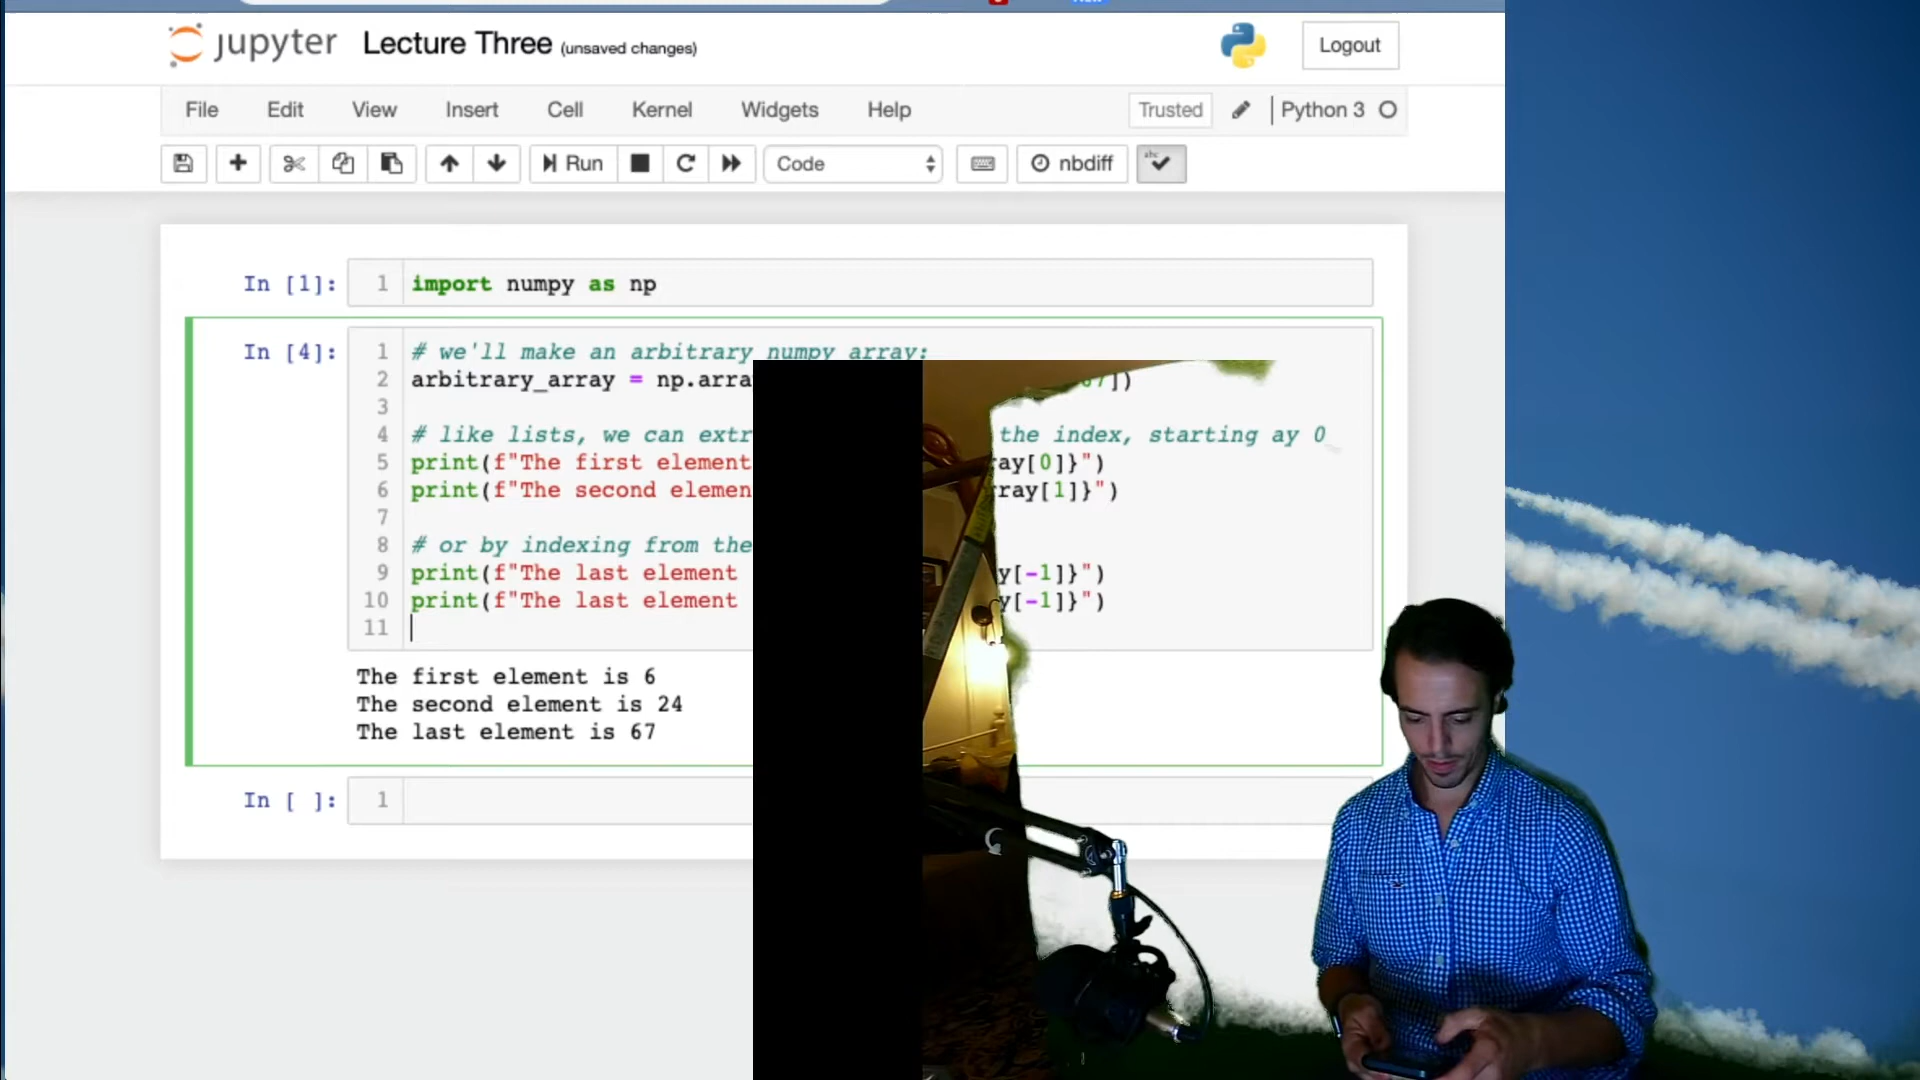 jupyter Lecture Three (unsaved changes)
Logout
File Edit View Insert Cell Kernel Widgets Help
Trusted Python 3
Run Code nbdiff
abc
In [1]: 1 import numpy as np
In [4]: 1 # we'll make an arbitrary numpy array:
2 arbitrary_array = np.arra 67])
3
4 # like lists, we can extr the index, starting ay 0_
5 print(f"The first element ray[0]}")
6 print(f"The second elemen rray[1]}")
7
8 # or by indexing from the
9 print(f"The last element y[-1]}")
10 print(f"The last element y[-1]}")
11
The first element is 6
The second element is 24
The last element is 67
In [ ]: 1